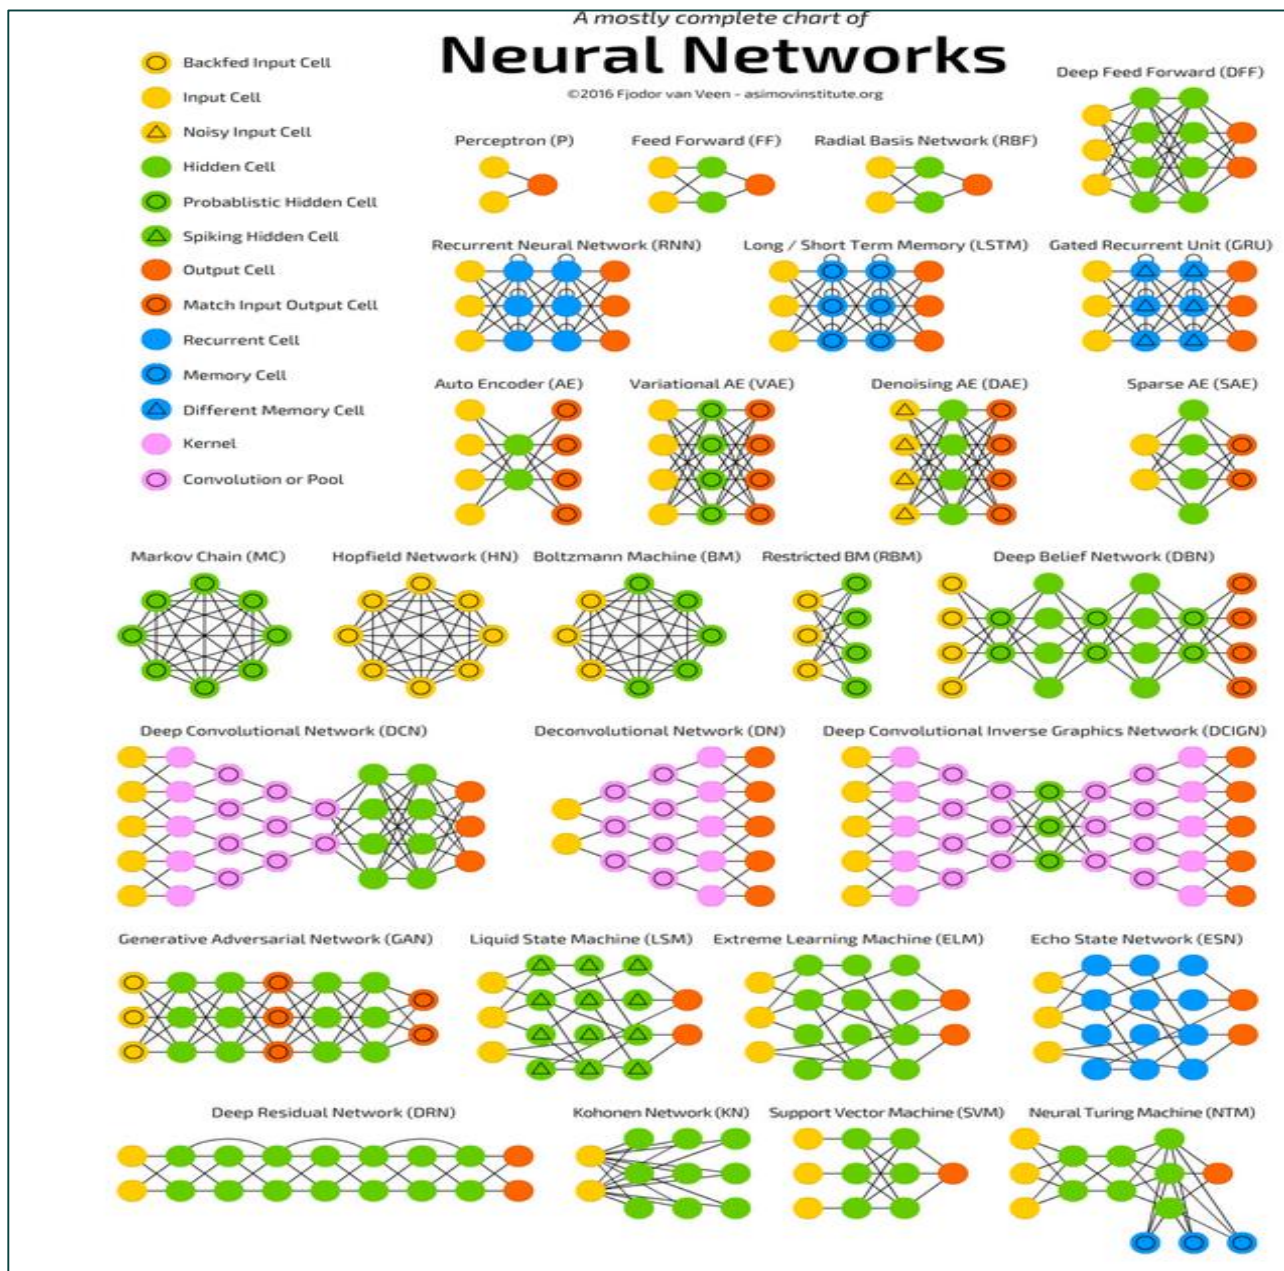 A mostly complete chart of
Neural Networks
©2016 Fjodor van Veen - asimovinstitute.org
Backfed Input Cell
Input Cell
Noisy Input Cell
Hidden Cell
Probablistic Hidden Cell
Spiking Hidden Cell
Output Cell
Match Input Output Cell
Recurrent Cell
Memory Cell
Different Memory Cell
Kernel
Convolution or Pool
Deep Feed Forward (DFF)
Perceptron (P)
Feed Forward (FF)
Radial Basis Network (RBF)
Recurrent Neural Network (RNN)
Long / Short Term Memory (LSTM)
Gated Recurrent Unit (GRU)
Auto Encoder (AE)
Variational AE (VAE)
Denoising AE (DAE)
Sparse AE (SAE)
Markov Chain (MC)
Hopfield Network (HN)
Boltzmann Machine (BM)
Restricted BM (RBM)
Deep Belief Network (DBN)
Deep Convolutional Network (DCN)
Deconvolutional Network (DN)
Deep Convolutional Inverse Graphics Network (DCIGN)
Generative Adversarial Network (GAN)
Liquid State Machine (LSM)
Extreme Learning Machine (ELM)
Echo State Network (ESN)
Deep Residual Network (DRN)
Kohonen Network (KN)
Support Vector Machine (SVM)
Neural Turing Machine (NTM)